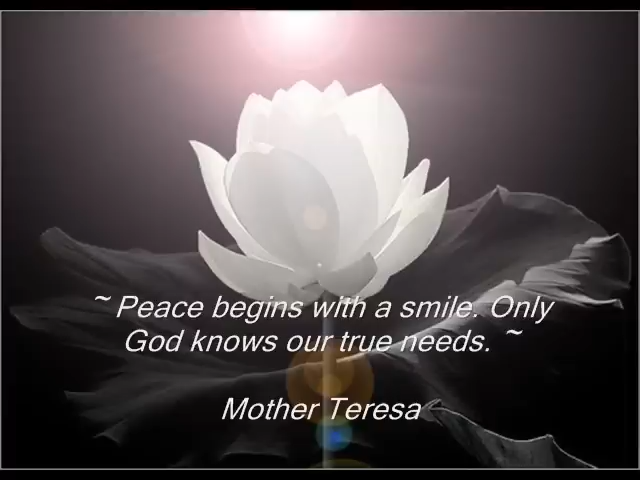 ~ Peace begins with a smile. Only
God knows our true needs. ~
Mother Teresa